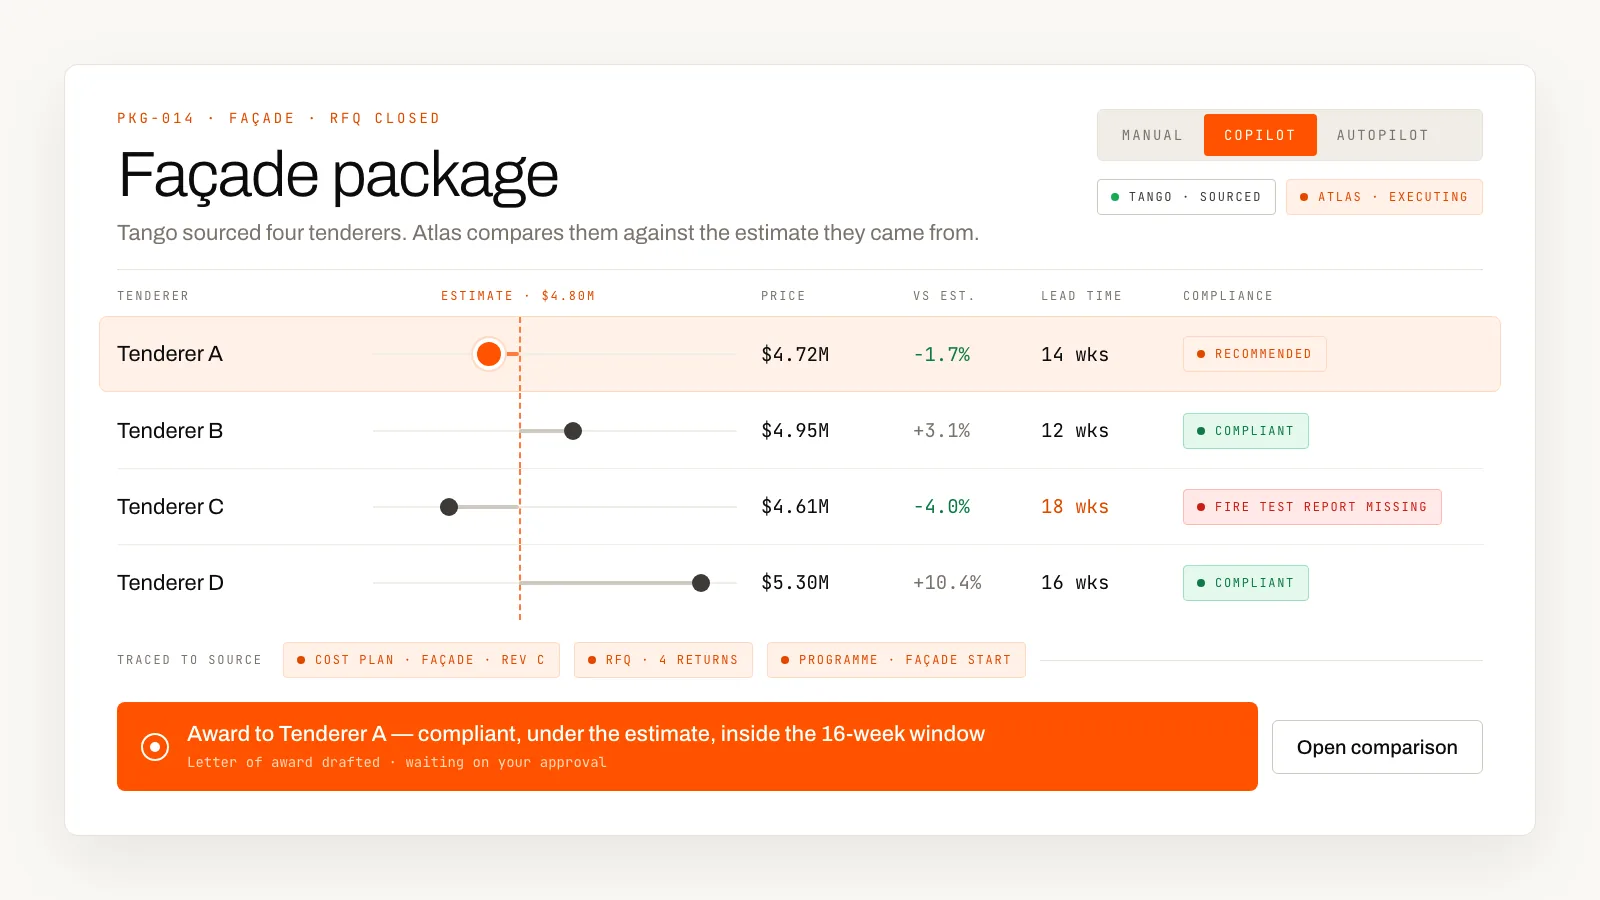 PKG-014 · FAÇADE · RFQ CLOSED
Façade package
Tango sourced four tenderers. Atlas compares them against the estimate they came from.
MANUAL COPILOT AUTOPILOT
TANGO · SOURCED ATLAS · EXECUTING
TENDERER ESTIMATE · $4.80M PRICE VS EST. LEAD TIME COMPLIANCE
Tenderer A $4.72M -1.7% 14 wks RECOMMENDED
Tenderer B $4.95M +3.1% 12 wks COMPLIANT
Tenderer C $4.61M -4.0% 18 wks FIRE TEST REPORT MISSING
Tenderer D $5.30M +10.4% 16 wks COMPLIANT
TRACED TO SOURCE COST PLAN · FAÇADE · REV C RFQ · 4 RETURNS PROGRAMME · FAÇADE START
Award to Tenderer A — compliant, under the estimate, inside the 16-week window
Letter of award drafted · waiting on your approval
Open comparison